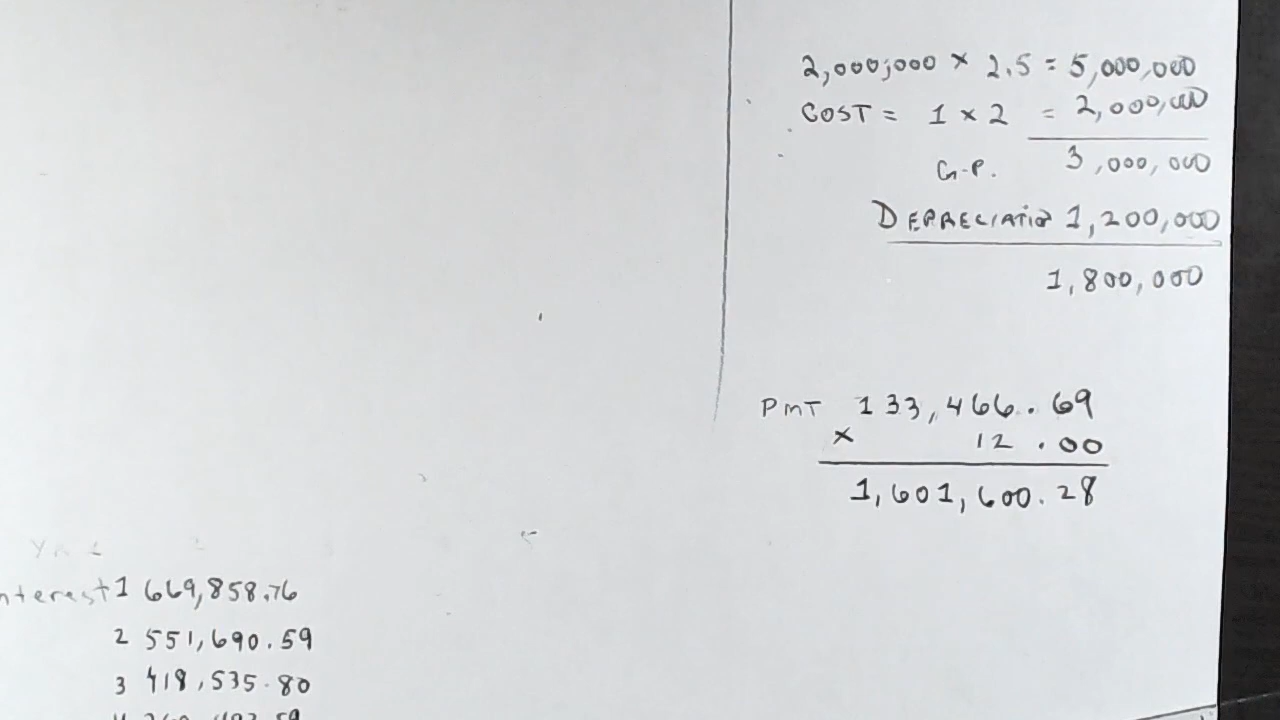 2,000,000 × 2.5 = 5,000,000
COST = 1 × 2 = 2,000,000
G.P. 3,000,000
1,200,000
1,800,000
PMT 133,466.69
× 12.00
1,601,600.28
nterest 1 669,858.76
2 551,690.59
3 418,535.80